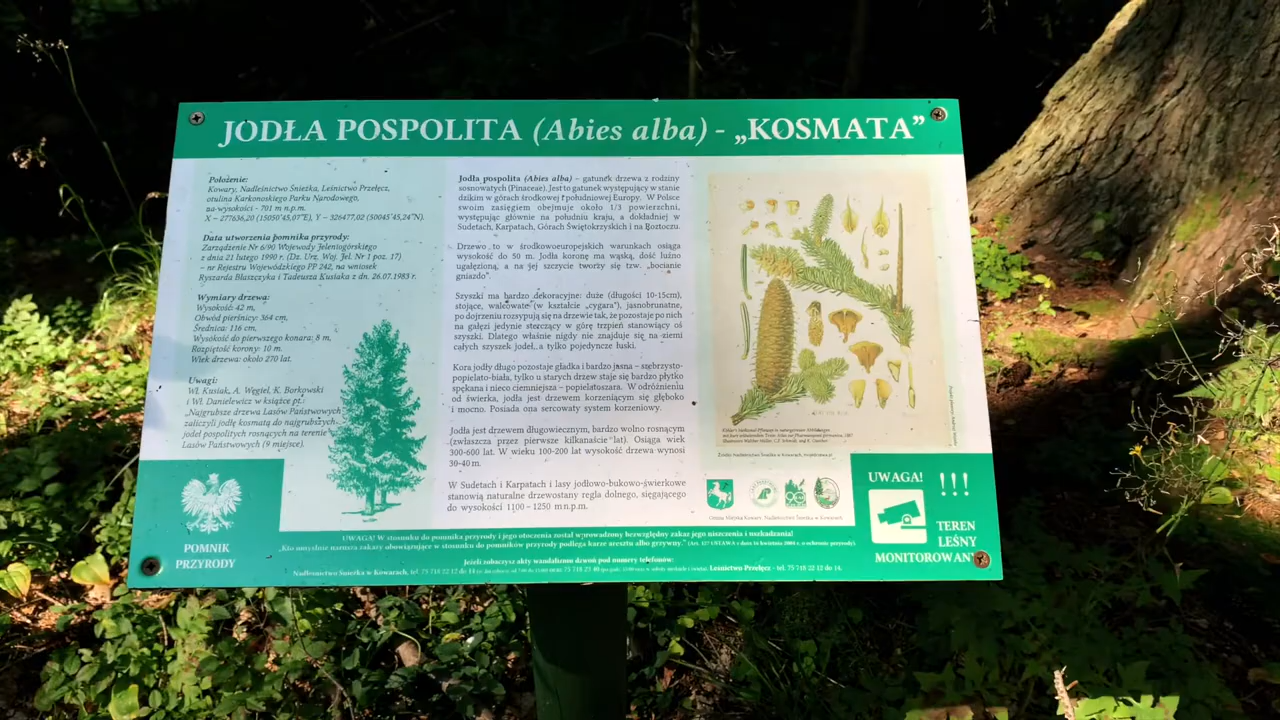 JODŁA POSPOLITA (Abies alba) - „KOSMATA”
Położenie:
Kowary, Nadleśnictwo Śnieżka, Leśnictwo Przełęcz,
otulina Karkonoskiego Parku Narodowego,
na wysokości - 701 m n.p.m.
X – 277636,20 (15050'45,07"E), Y – 326477,02 (30045'45,24"N).
Data utworzenia pomnika przyrody:
Zarządzenie Nr 6/90 Wojewody Jeleniogórskiego
z dnia 21 lutego 1990 r. (Dz. Urz. Woj. Jel. Nr 1 poz. 17)
– nr Rejestru Wojewódzkiego PP 242, na wniosek
Ryszarda Błaszczyka i Tadeusza Kusiaka z dn. 26.07.1983 r.
Wymiary drzewa:
Wysokość: 42 m,
Obwód pierśnicy: 364 cm,
Średnica: 116 cm,
Wysokość do pierwszego konara: 8 m,
Rozpiętość korony: 10 m.
Wiek drzewa: około 270 lat.
Uwagi:
Wł. Kusiak, A. Węgiel, K. Borkowski
i Wł. Danielewicz w książce pt.:
„Najgrubsze drzewa Lasów Państwowych"
zaliczyli jodłę kosmatą do najgrubszych
jodeł pospolitych rosnących na terenie
Lasów Państwowych (9 miejsce).
Jodła pospolita (Abies alba) – gatunek drzewa z rodziny
sosnowatych (Pinaceae). Jest to gatunek występujący w stanie
dzikim w górach środkowej i południowej Europy. W Polsce
swoim zasięgiem obejmuje około 1/3 powierzchni,
występując głównie na południu kraju, a dokładniej w
Sudetach, Karpatach, Górach Świętokrzyskich i na Roztoczu.
Drzewo to w środkowoeuropejskich warunkach osiąga
wysokość do 50 m. Jodła koronę ma wąską, dość luźno
ugałęzioną, a na jej szczycie tworzy się tzw. „bocianie
gniazdo".
Szyszki ma bardzo dekoracyjne: duże (długości 10-15cm),
stojące, walcowate (w kształcie „cygara"), jasnobrunatne,
po dojrzeniu rozsypują się na drzewie tak, że pozostaje po nich
na gałęzi jedynie sterczący w górę trzpień stanowiący oś
szyszki. Dlatego właśnie nigdy nie znajduje się na ziemi
całych szyszek jodeł, a tylko pojedyncze łuski.
Kora jodły długo pozostaje gładka i bardzo jasna – srebrzysto-
popielato-biała, tylko u starych drzew staje się bardzo płytko
spękana i nieco ciemniejsza – popielatoszara. W odróżnieniu
od świerka, jodła jest drzewem korzeniącym się głęboko
i mocno. Posiada ona sercowaty system korzeniowy.
Jodła jest drzewem długowiecznym, bardzo wolno rosnącym
(zwłaszcza przez pierwsze kilkanaście lat). Osiąga wiek
300-600 lat. W wieku 100-200 lat wysokość drzewa wynosi
30-40 m.
W Sudetach i Karpatach i lasy jodłowo-bukowo-świerkowe
stanowią naturalne drzewostany regla dolnego, sięgającego
do wysokości 1100 – 1250 m n.p.m.
POMNIK
PRZYRODY
UWAGA! W stosunku do pomnika przyrody i jego otoczenia został wprowadzony bezwzględny zakaz jego niszczenia i uszkadzania!
„Kto umyślnie narusza zakazy obowiązujące w stosunku do pomników przyrody podlega karze aresztu albo grzywny." (Art. 127 USTAWA z dnia 16 kwietnia 2004 r. o ochronie przyrody).
Jeżeli zobaczysz akty wandalizmu dzwoń pod numery telefonów:
Nadleśnictwo Śnieżka w Kowarach, tel. 75 718 22 12 do 14
Leśnictwo Przełęcz - tel. 75 718 22 12 do 14.
UWAGA!
!!!
TEREN
LEŚNY
MONITOROWANY